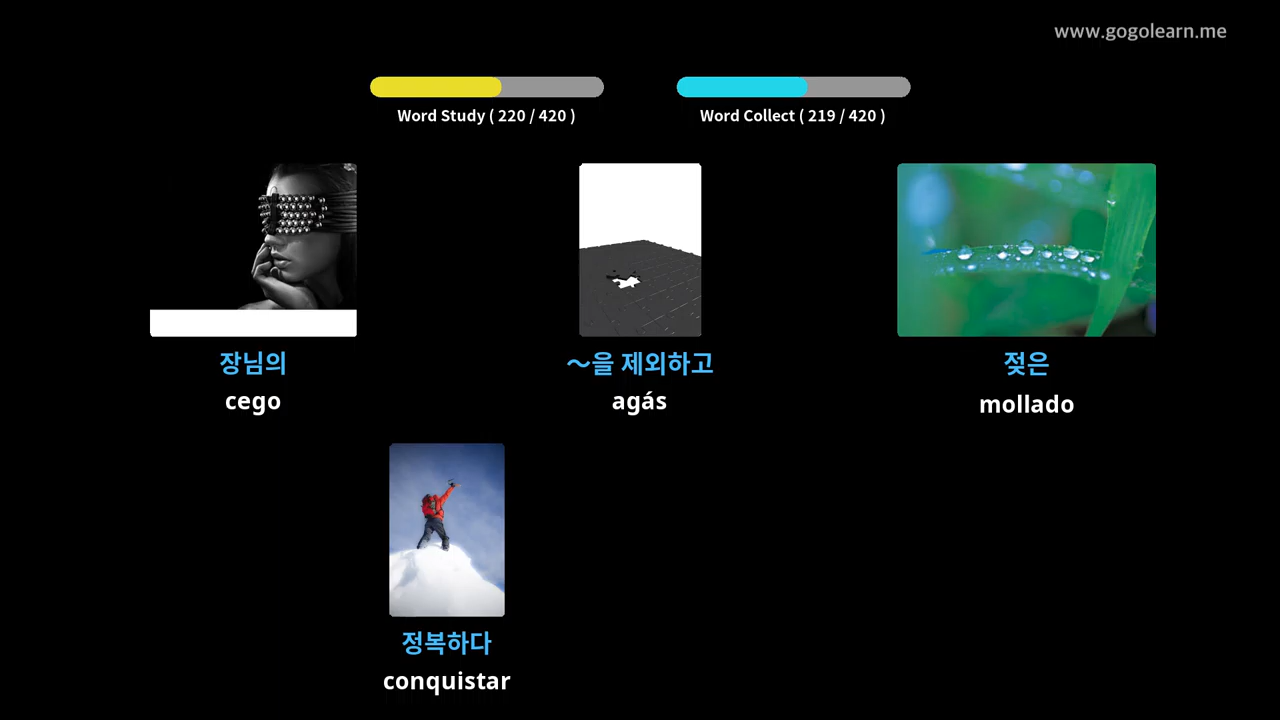 www.gogolearn.me
Word Study ( 220 / 420 )
Word Collect ( 219 / 420 )
장님의
cego
〜을 제외하고
agás
젖은
mollado
정복하다
conquistar